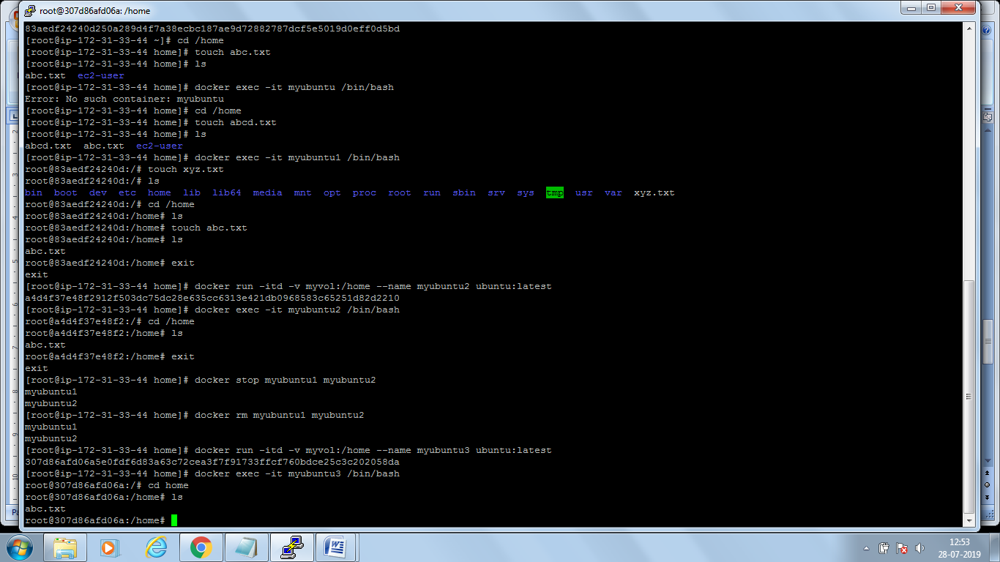 root@307d86afd06a: /home
83aedf24240d250a289d4f7a38ecbc187ae9d72882787dcf5e5019d0eff0d5bd
[root@ip-172-31-33-44 ~]# cd /home
[root@ip-172-31-33-44 home]# touch abc.txt
[root@ip-172-31-33-44 home]# ls
abc.txt  ec2-user
[root@ip-172-31-33-44 home]# docker exec -it myubuntu /bin/bash
Error: No such container: myubuntu
[root@ip-172-31-33-44 home]# cd /home
[root@ip-172-31-33-44 home]# touch abcd.txt
[root@ip-172-31-33-44 home]# ls
abcd.txt  abc.txt  ec2-user
[root@ip-172-31-33-44 home]# docker exec -it myubuntu1 /bin/bash
root@83aedf24240d:/# touch xyz.txt
root@83aedf24240d:/# ls
bin  boot  dev  etc  home  lib  lib64  media  mnt  opt  proc  root  run  sbin  srv  sys  tmp  usr  var  xyz.txt
root@83aedf24240d:/# cd /home
root@83aedf24240d:/home# ls
root@83aedf24240d:/home# touch abc.txt
root@83aedf24240d:/home# ls
abc.txt
root@83aedf24240d:/home# exit
exit
[root@ip-172-31-33-44 home]# docker run -itd -v myvol:/home --name myubuntu2 ubuntu:latest
a4d4f37e48f2912f503dc75dc28e635cc6313e421db0968583c65251d82d2210
[root@ip-172-31-33-44 home]# docker exec -it myubuntu2 /bin/bash
root@a4d4f37e48f2:/# cd /home
root@a4d4f37e48f2:/home# ls
abc.txt
root@a4d4f37e48f2:/home# exit
exit
[root@ip-172-31-33-44 home]# docker stop myubuntu1 myubuntu2
myubuntu1
myubuntu2
[root@ip-172-31-33-44 home]# docker rm myubuntu1 myubuntu2
myubuntu1
myubuntu2
[root@ip-172-31-33-44 home]# docker run -itd -v myvol:/home --name myubuntu3 ubuntu:latest
307d86afd06a5e0fdf6d83a63c72cea3f7f91733ffcf760bdce25c3c202058da
[root@ip-172-31-33-44 home]# docker exec -it myubuntu3 /bin/bash
root@307d86afd06a:/# cd home
root@307d86afd06a:/home# ls
abc.txt
root@307d86afd06a:/home#
12:53
28-07-2019